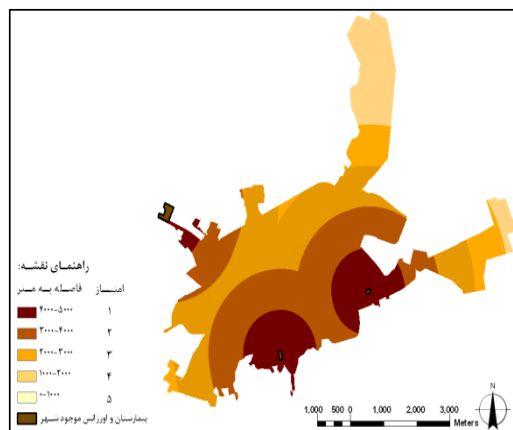 راهنمای نقشه:
امتیاز فاصله به متر
۱ ۴۰۰۰-۵۰۰۰
۲ ۳۰۰۰-۴۰۰۰
۳ ۲۰۰۰-۳۰۰۰
۴ ۱۰۰۰-۲۰۰۰
۵ ۰-۱۰۰۰
بیمارستان و اورژانس موجود شهر
N
1,000 500 0 1,000 2,000 3,000
Meters